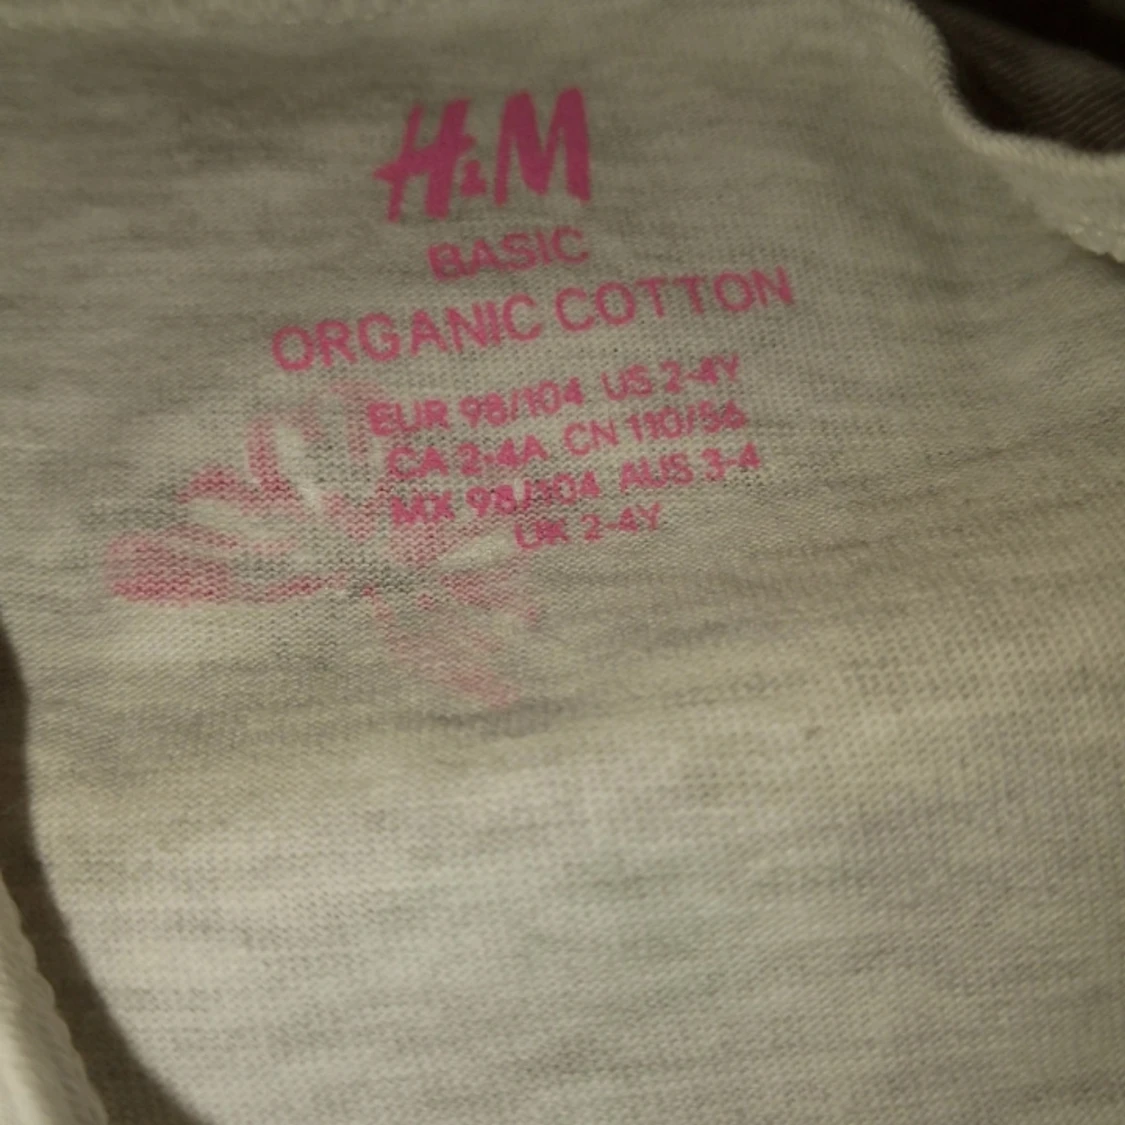 H&M
BASIC
ORGANIC COTTON
EUR 98/104 US 2-4Y
CA 2-4A CN 110/56
MX 98/104 AUS 3-4
UK 2-4Y